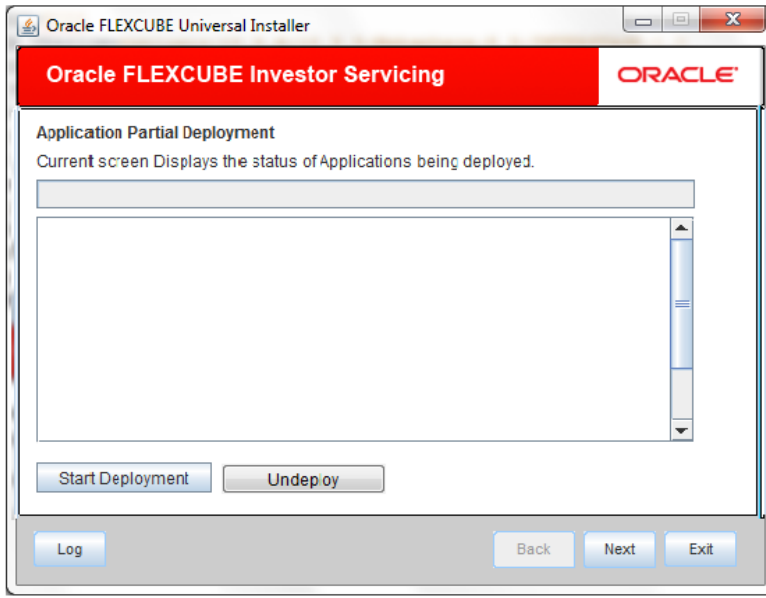 Oracle FLEXCUBE Universal Installer
Oracle FLEXCUBE Investor Servicing
ORACLE
Application Partial Deployment
Current screen Displays the status of Applications being deployed.
Start Deployment Undeploy
Log Back Next Exit